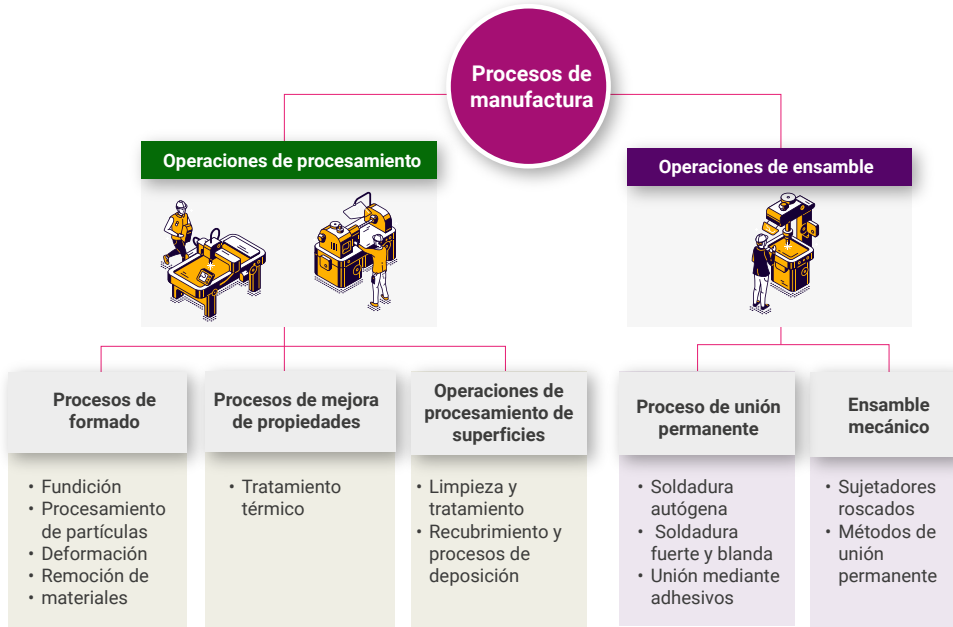 Procesos de
manufactura
Operaciones de procesamiento
Operaciones de ensamble
Procesos de
formado
Procesos de mejora
de propiedades
Operaciones de
procesamiento de
superficies
Proceso de unión
permanente
Ensamble
mecánico
• Fundición
• Procesamiento
de partículas
• Deformación
• Remoción de
• materiales
• Tratamiento
térmico
• Limpieza y
tratamiento
• Recubrimiento y
procesos de
deposición
• Soldadura
autógena
• Soldadura
fuerte y blanda
• Unión mediante
adhesivos
• Sujetadores
roscados
• Métodos de
unión
permanente